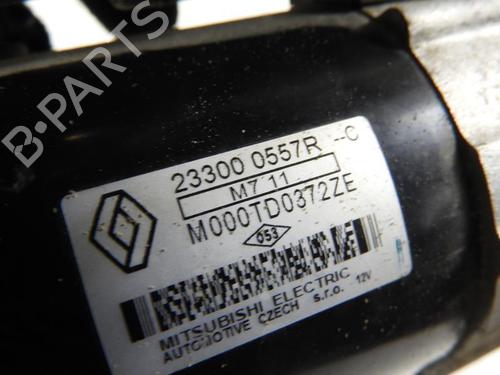 23300 0557R --C
M7 11
M000TD0372ZE
053
MITSUBISHI ELECTRIC
AUTOMOTIVE CZECH s.r.o. 12V
B-PARTS